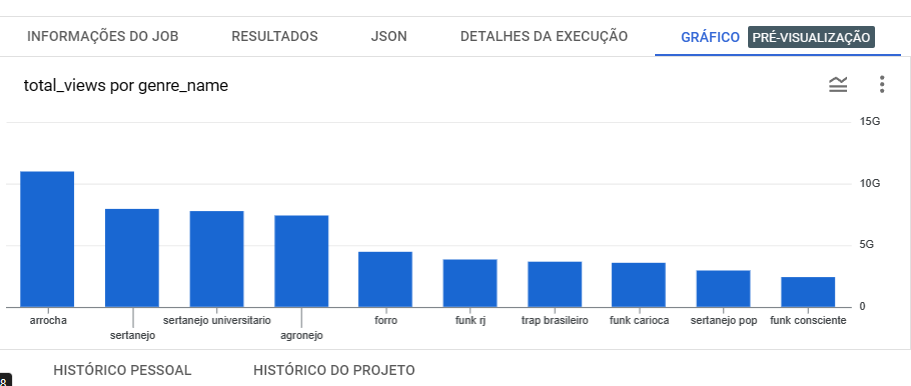 INFORMAÇÕES DO JOB RESULTADOS JSON DETALHES DA EXECUÇÃO GRÁFICO PRÉ-VISUALIZAÇÃO
total_views por genre_name
15G
10G
5G
0
arrocha sertanejo sertanejo universitario agronejo forro funk rj trap brasileiro funk carioca sertanejo pop funk consciente
HISTÓRICO PESSOAL HISTÓRICO DO PROJETO
8